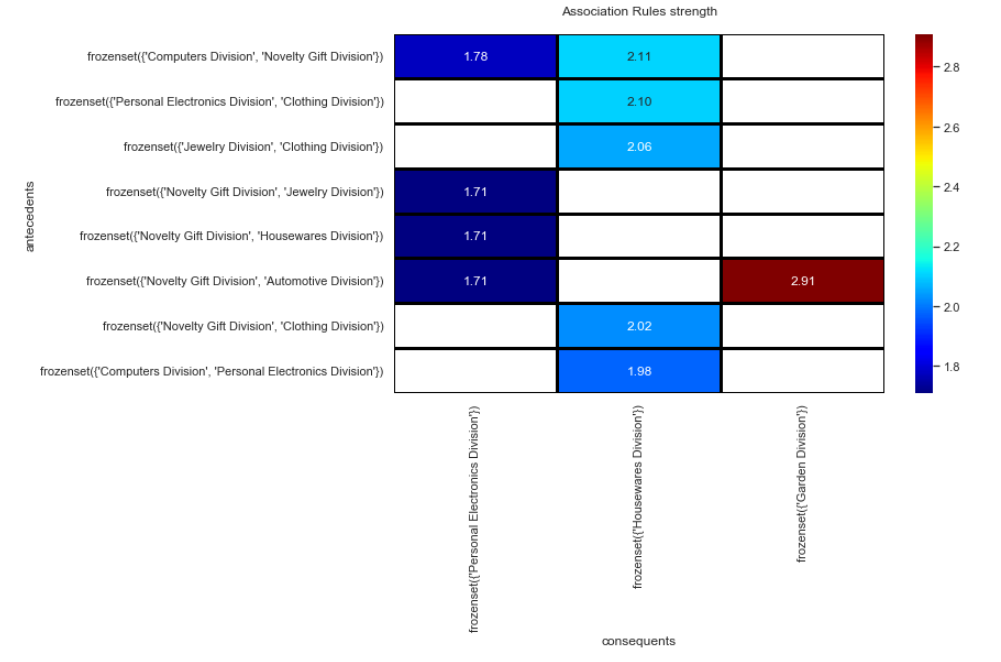 Association Rules strength
frozenset({'Computers Division', 'Novelty Gift Division'})
1.78
2.11
frozenset({'Personal Electronics Division', 'Clothing Division'})
2.10
frozenset({'Jewelry Division', 'Clothing Division'})
2.06
frozenset({'Novelty Gift Division', 'Jewelry Division'})
1.71
frozenset({'Novelty Gift Division', 'Housewares Division'})
1.71
frozenset({'Novelty Gift Division', 'Automotive Division'})
1.71
2.91
frozenset({'Novelty Gift Division', 'Clothing Division'})
2.02
frozenset({'Computers Division', 'Personal Electronics Division'})
1.98
antecedents
2.8
2.6
2.4
2.2
2.0
1.8
frozenset({'Personal Electronics Division'})
frozenset({'Housewares Division'})
frozenset({'Garden Division'})
consequents